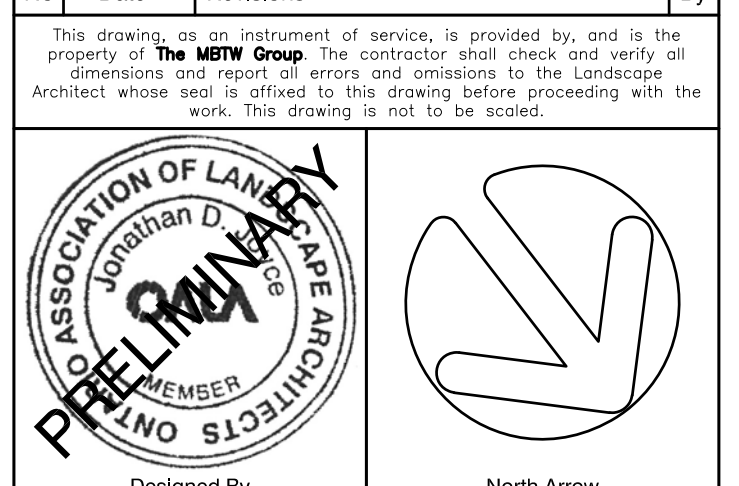 No Date Revisions By
This drawing, as an instrument of service, is provided by, and is the
property of The MBTW Group. The contractor shall check and verify all
dimensions and report all errors and omissions to the Landscape
Architect whose seal is affixed to this drawing before proceeding with the
work. This drawing is not to be scaled.
ONTARIO ASSOCIATION OF LANDSCAPE ARCHITECTS
Jonathan D. Joyce
OALA
MEMBER
PRELIMINARY
Designed By
North Arrow